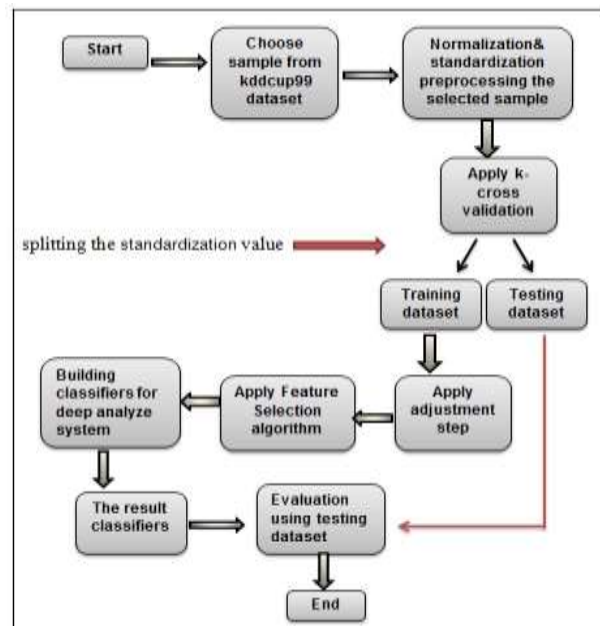 Start
Choose
sample from
kddcup99
dataset
Normalization&
standardization
preprocessing the
selected sample
Apply k-
cross
validation
splitting the standardization value
Training
dataset
Testing
dataset
Building
classifiers for
deep analyze
system
Apply Feature
Selection
algorithm
Apply
adjustment
step
The result
classifiers
Evaluation
using testing
dataset
End